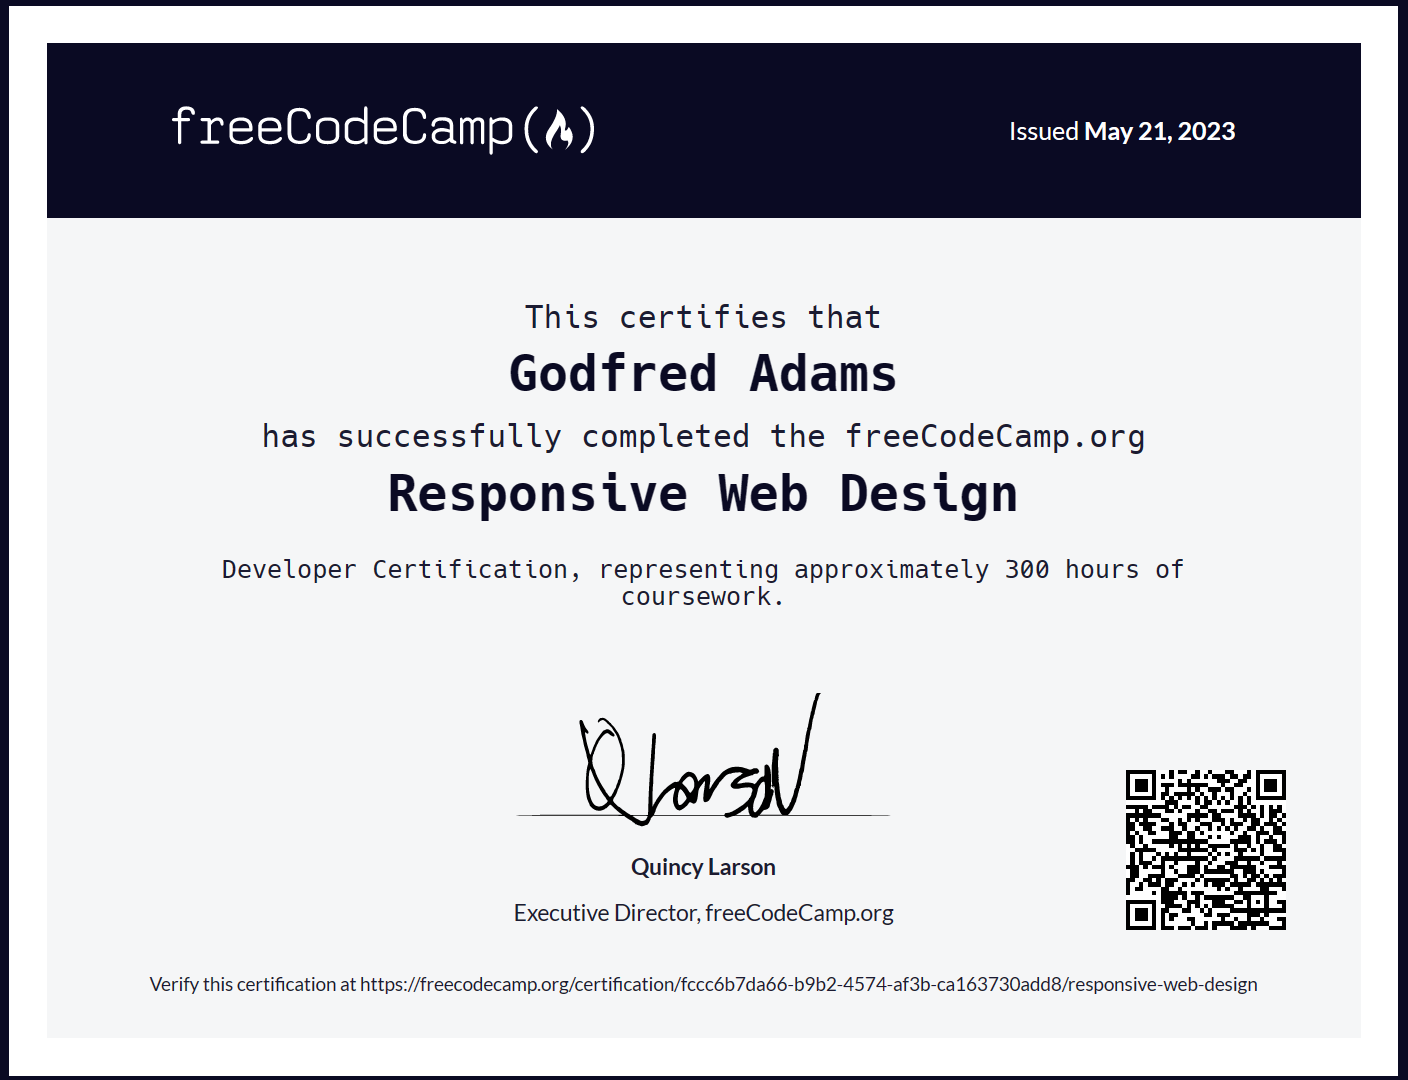 freeCodeCamp
Issued May 21, 2023
This certifies that
Godfred Adams
has successfully completed the freeCodeCamp.org
Responsive Web Design
Developer Certification, representing approximately 300 hours of
coursework.
Q Larson
Quincy Larson
Executive Director, freeCodeCamp.org
Verify this certification at https://freecodecamp.org/certification/fccc6b7da66-b9b2-4574-af3b-ca163730add8/responsive-web-design